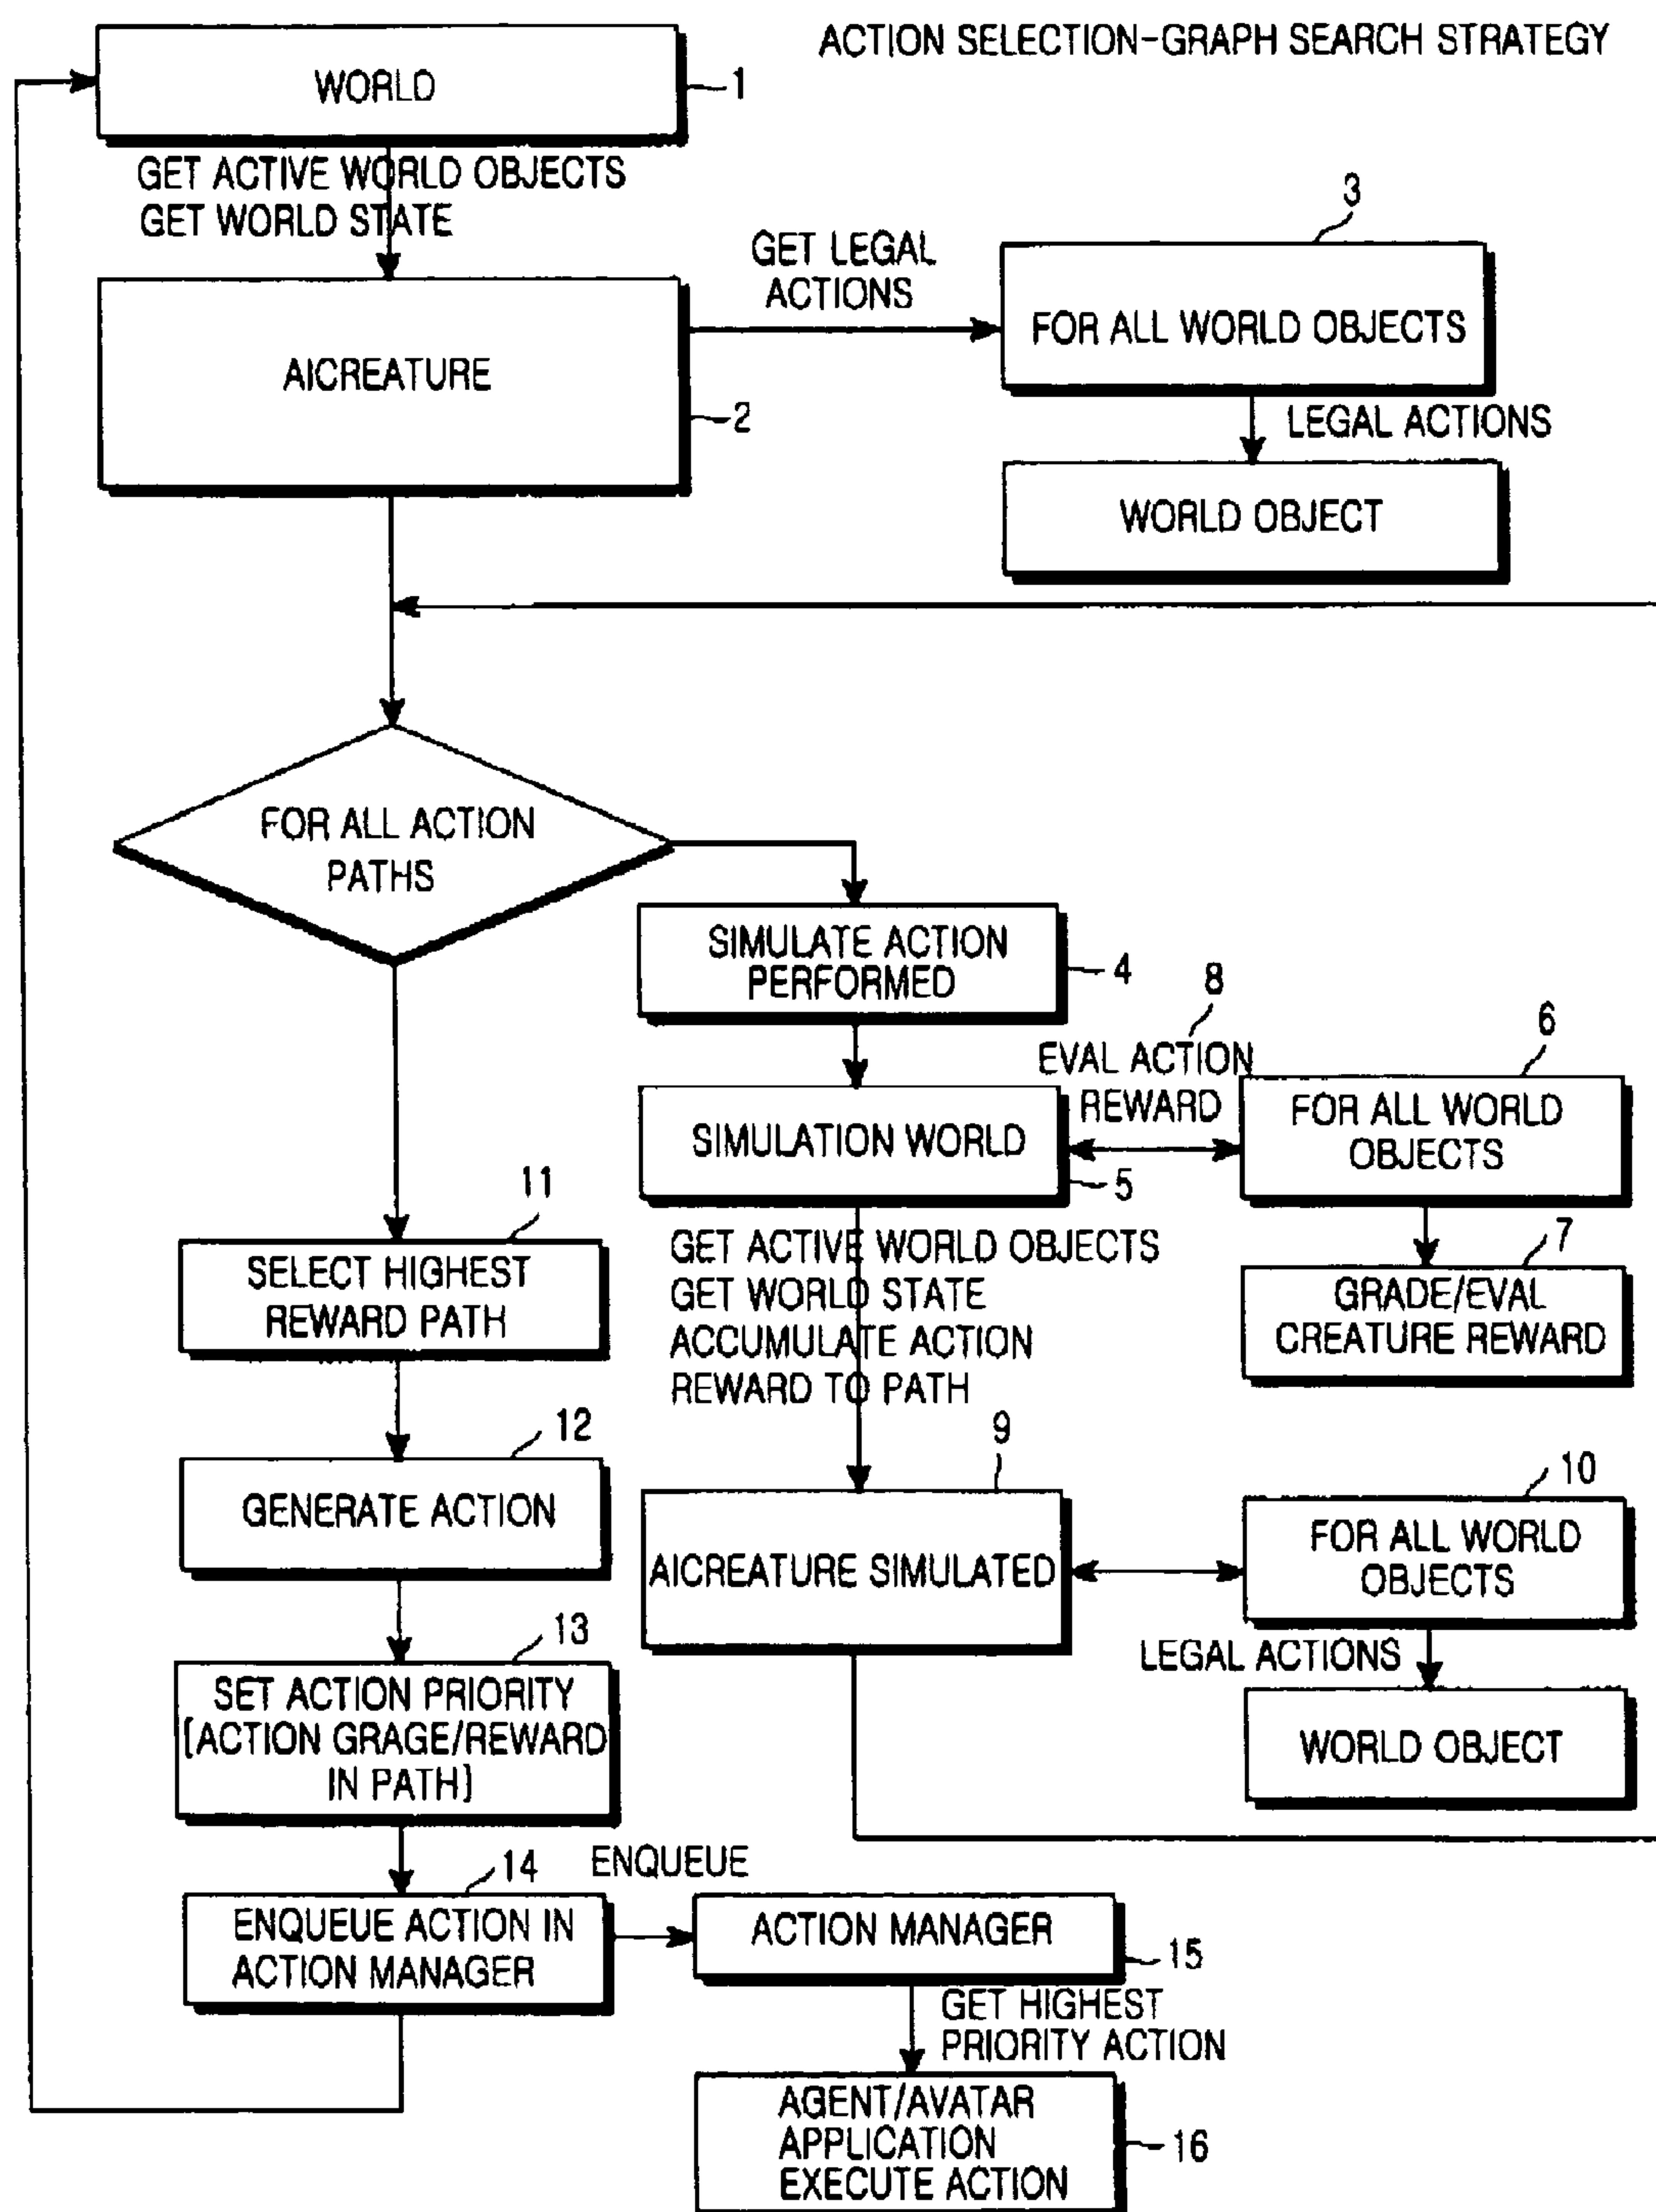 ACTION SELECTION-GRAPH SEARCH STRATEGY
WORLD
1
GET ACTIVE WORLD OBJECTS
GET WORLD STATE
AICREATURE
2
GET LEGAL
ACTIONS
3
FOR ALL WORLD OBJECTS
LEGAL ACTIONS
WORLD OBJECT
FOR ALL ACTION
PATHS
SIMULATE ACTION
PERFORMED
4
SIMULATION WORLD
5
8
EVAL ACTION
REWARD
6
FOR ALL WORLD
OBJECTS
7
GRADE/EVAL
CREATURE REWARD
GET ACTIVE WORLD OBJECTS
GET WORLD STATE
ACCUMULATE ACTION
REWARD TO PATH
9
AICREATURE SIMULATED
10
FOR ALL WORLD
OBJECTS
LEGAL ACTIONS
WORLD OBJECT
11
SELECT HIGHEST
REWARD PATH
12
GENERATE ACTION
13
SET ACTION PRIORITY
[ACTION GRAGE/REWARD
IN PATH]
14
ENQUEUE ACTION IN
ACTION MANAGER
ENQUEUE
ACTION MANAGER
15
GET HIGHEST
PRIORITY ACTION
AGENT/AVATAR
APPLICATION
EXECUTE ACTION
16